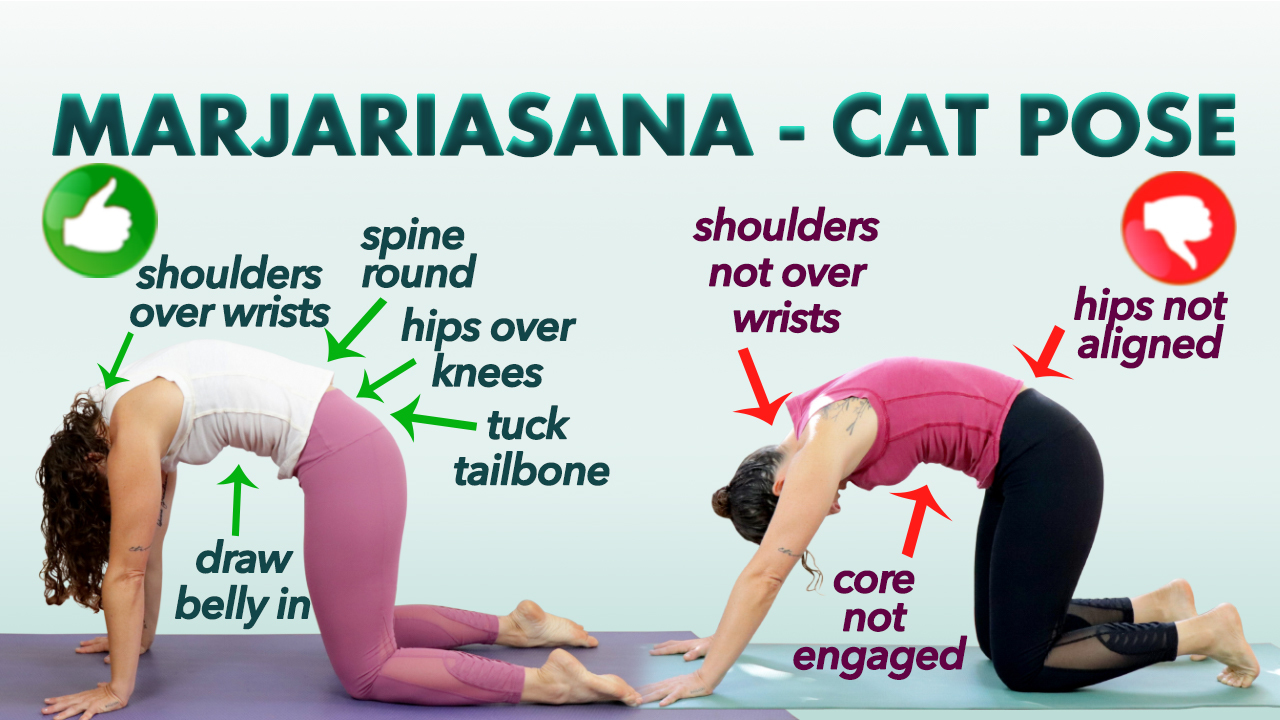 MARJARIASANA - CAT POSE
shoulders
over wrists
spine
round
hips over
knees
tuck
tailbone
draw
belly in
shoulders
not over
wrists
hips not
aligned
core
not
engaged